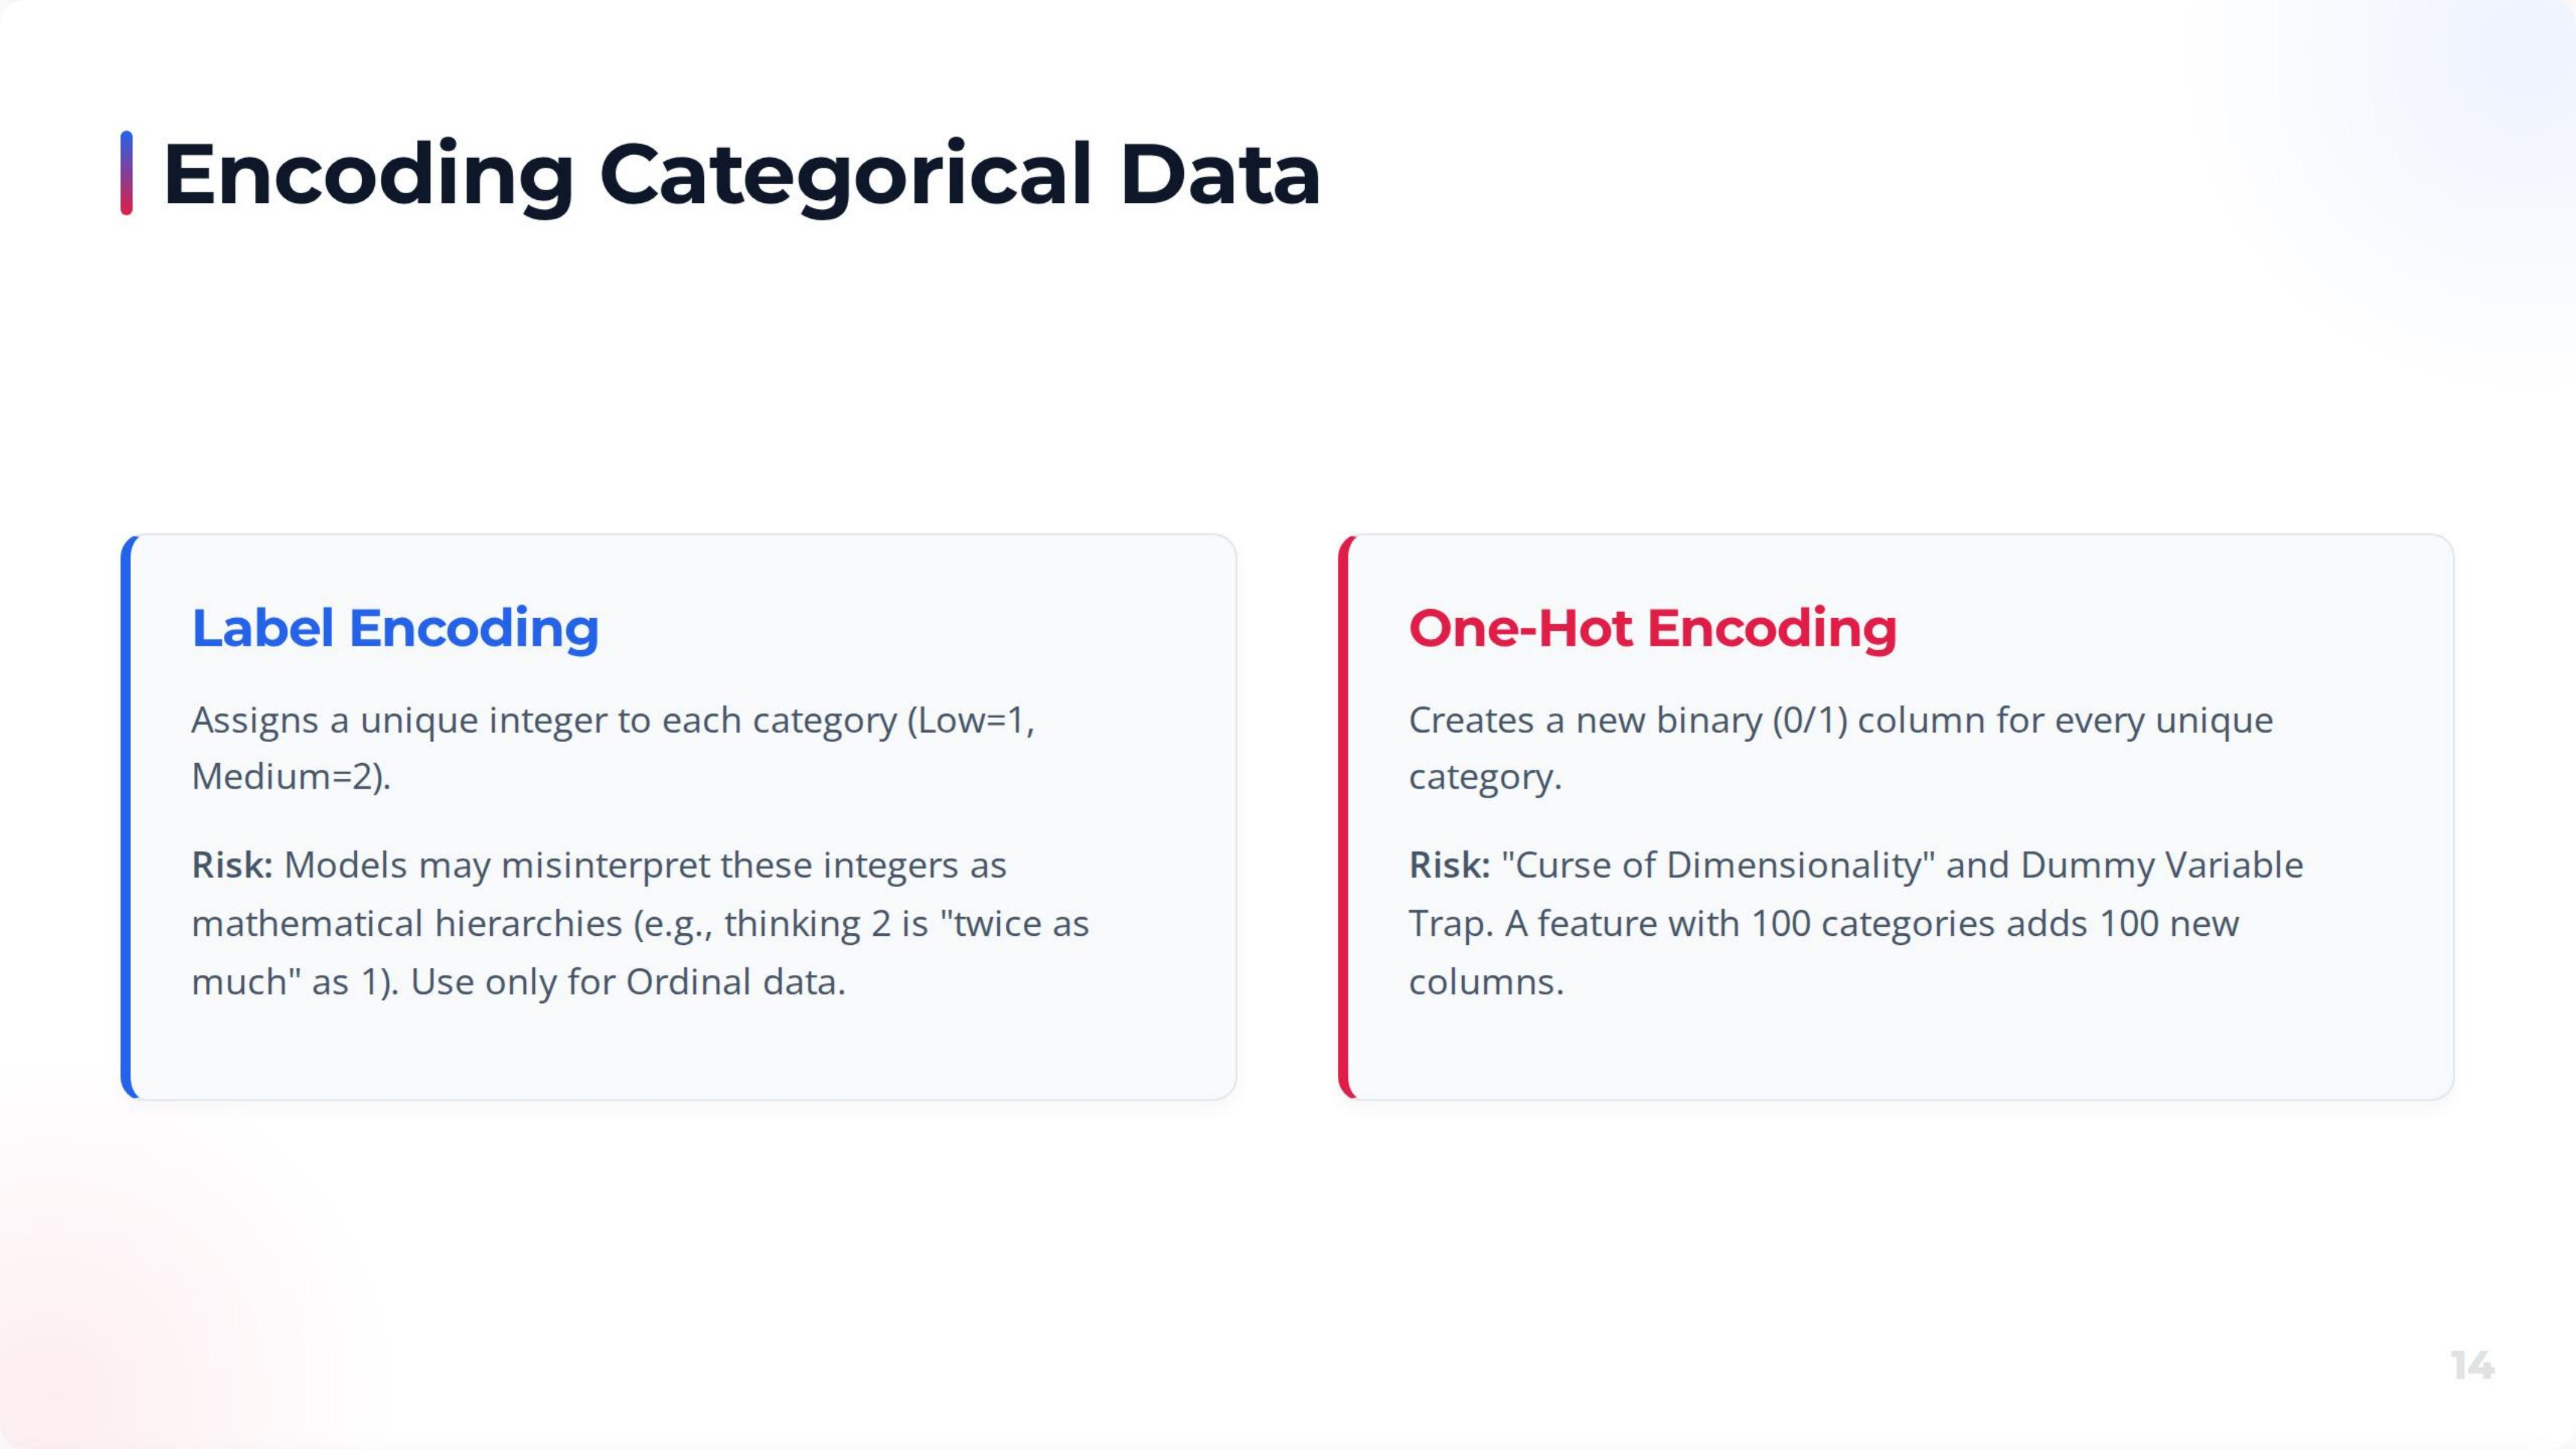 Encoding Categorical Data
Label Encoding
Assigns a unique integer to each category (Low=1,
Medium=2).
Risk: Models may misinterpret these integers as
mathematical hierarchies (e.g., thinking 2 is "twice as
much" as 1). Use only for Ordinal data.
One-Hot Encoding
Creates a new binary (0/1) column for every unique
category.
Risk: "Curse of Dimensionality" and Dummy Variable
Trap. A feature with 100 categories adds 100 new
columns.
14